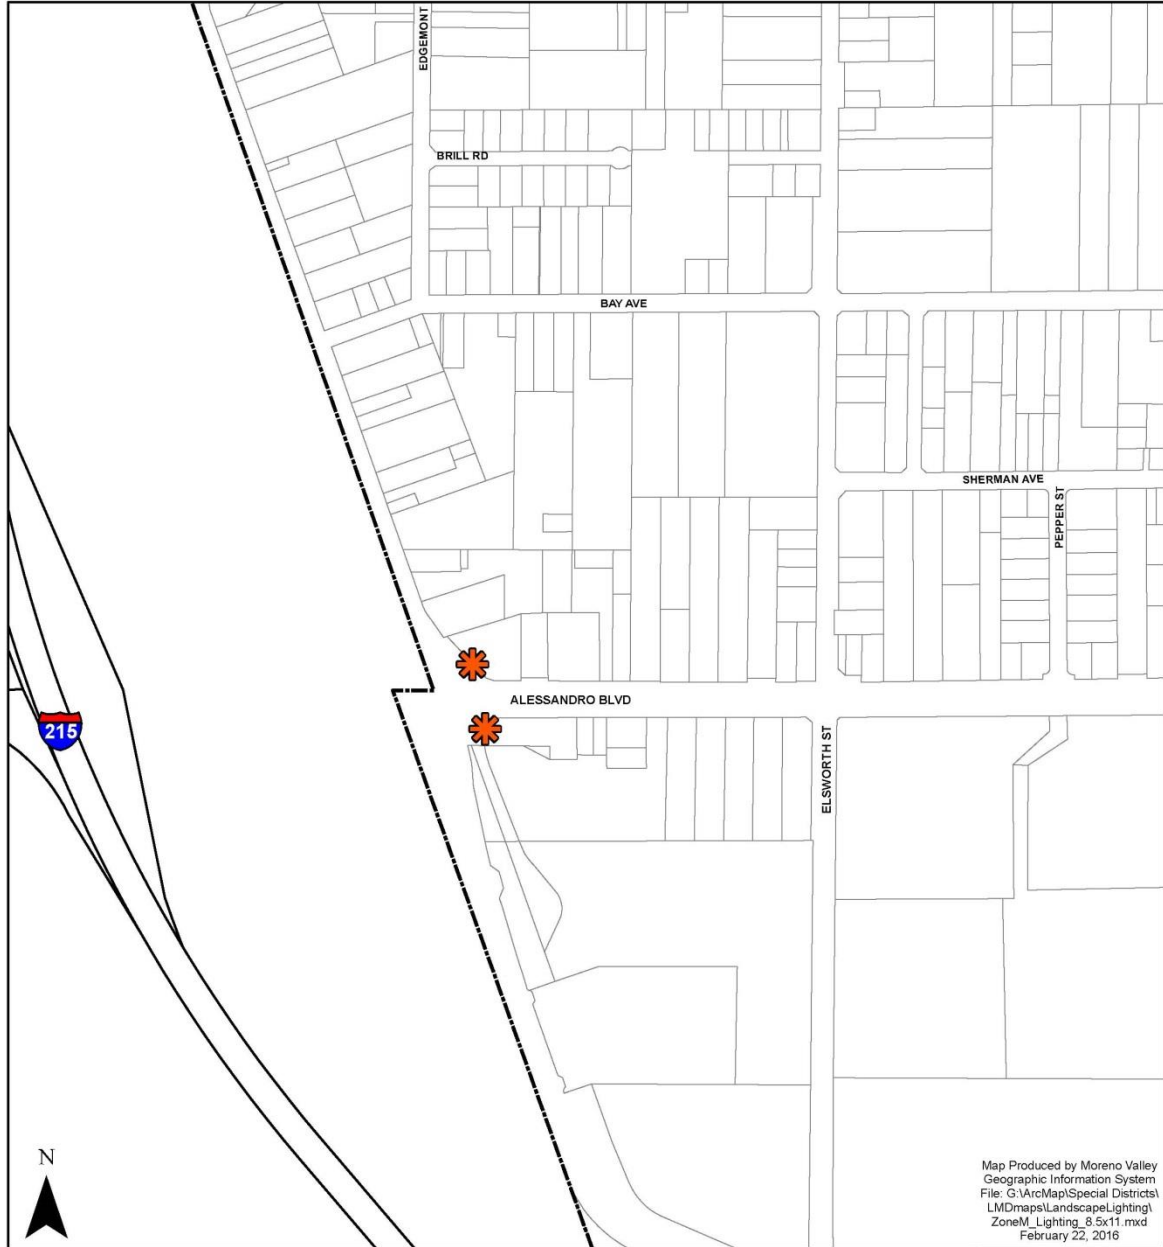 EDGEMONT
BRILL RD
BAY AVE
SHERMAN AVE
PEPPER ST
ALESSANDRO BLVD
215
ELSWORTH ST
N
Map Produced by Moreno Valley
Geographic Information System
File: G:\ArcMap\Special Districts\
LMDmaps\LandscapeLighting\
ZoneM_Lighting_8.5x11.mxd
February 22, 2016